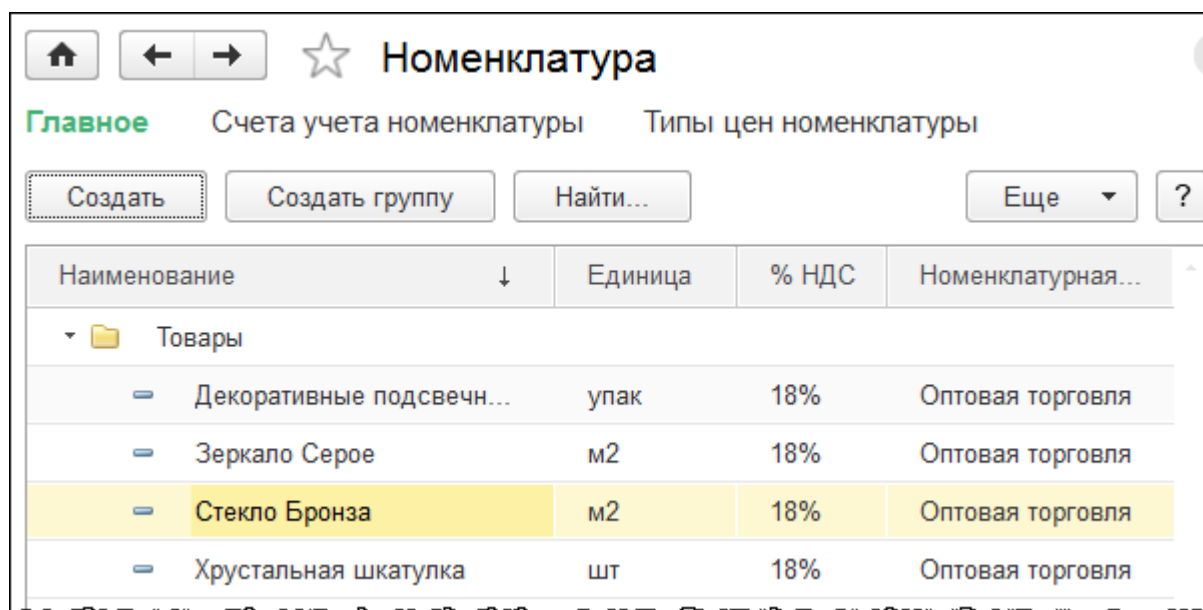 Номенклатура
Главное Счета учета номенклатуры Типы цен номенклатуры
Создать Создать группу Найти... Еще ?
Наименование ↓ Единица % НДС Номенклатурная...
Товары
Декоративные подсвечн... упак 18% Оптовая торговля
Зеркало Серое м2 18% Оптовая торговля
Стекло Бронза м2 18% Оптовая торговля
Хрустальная шкатулка шт 18% Оптовая торговля